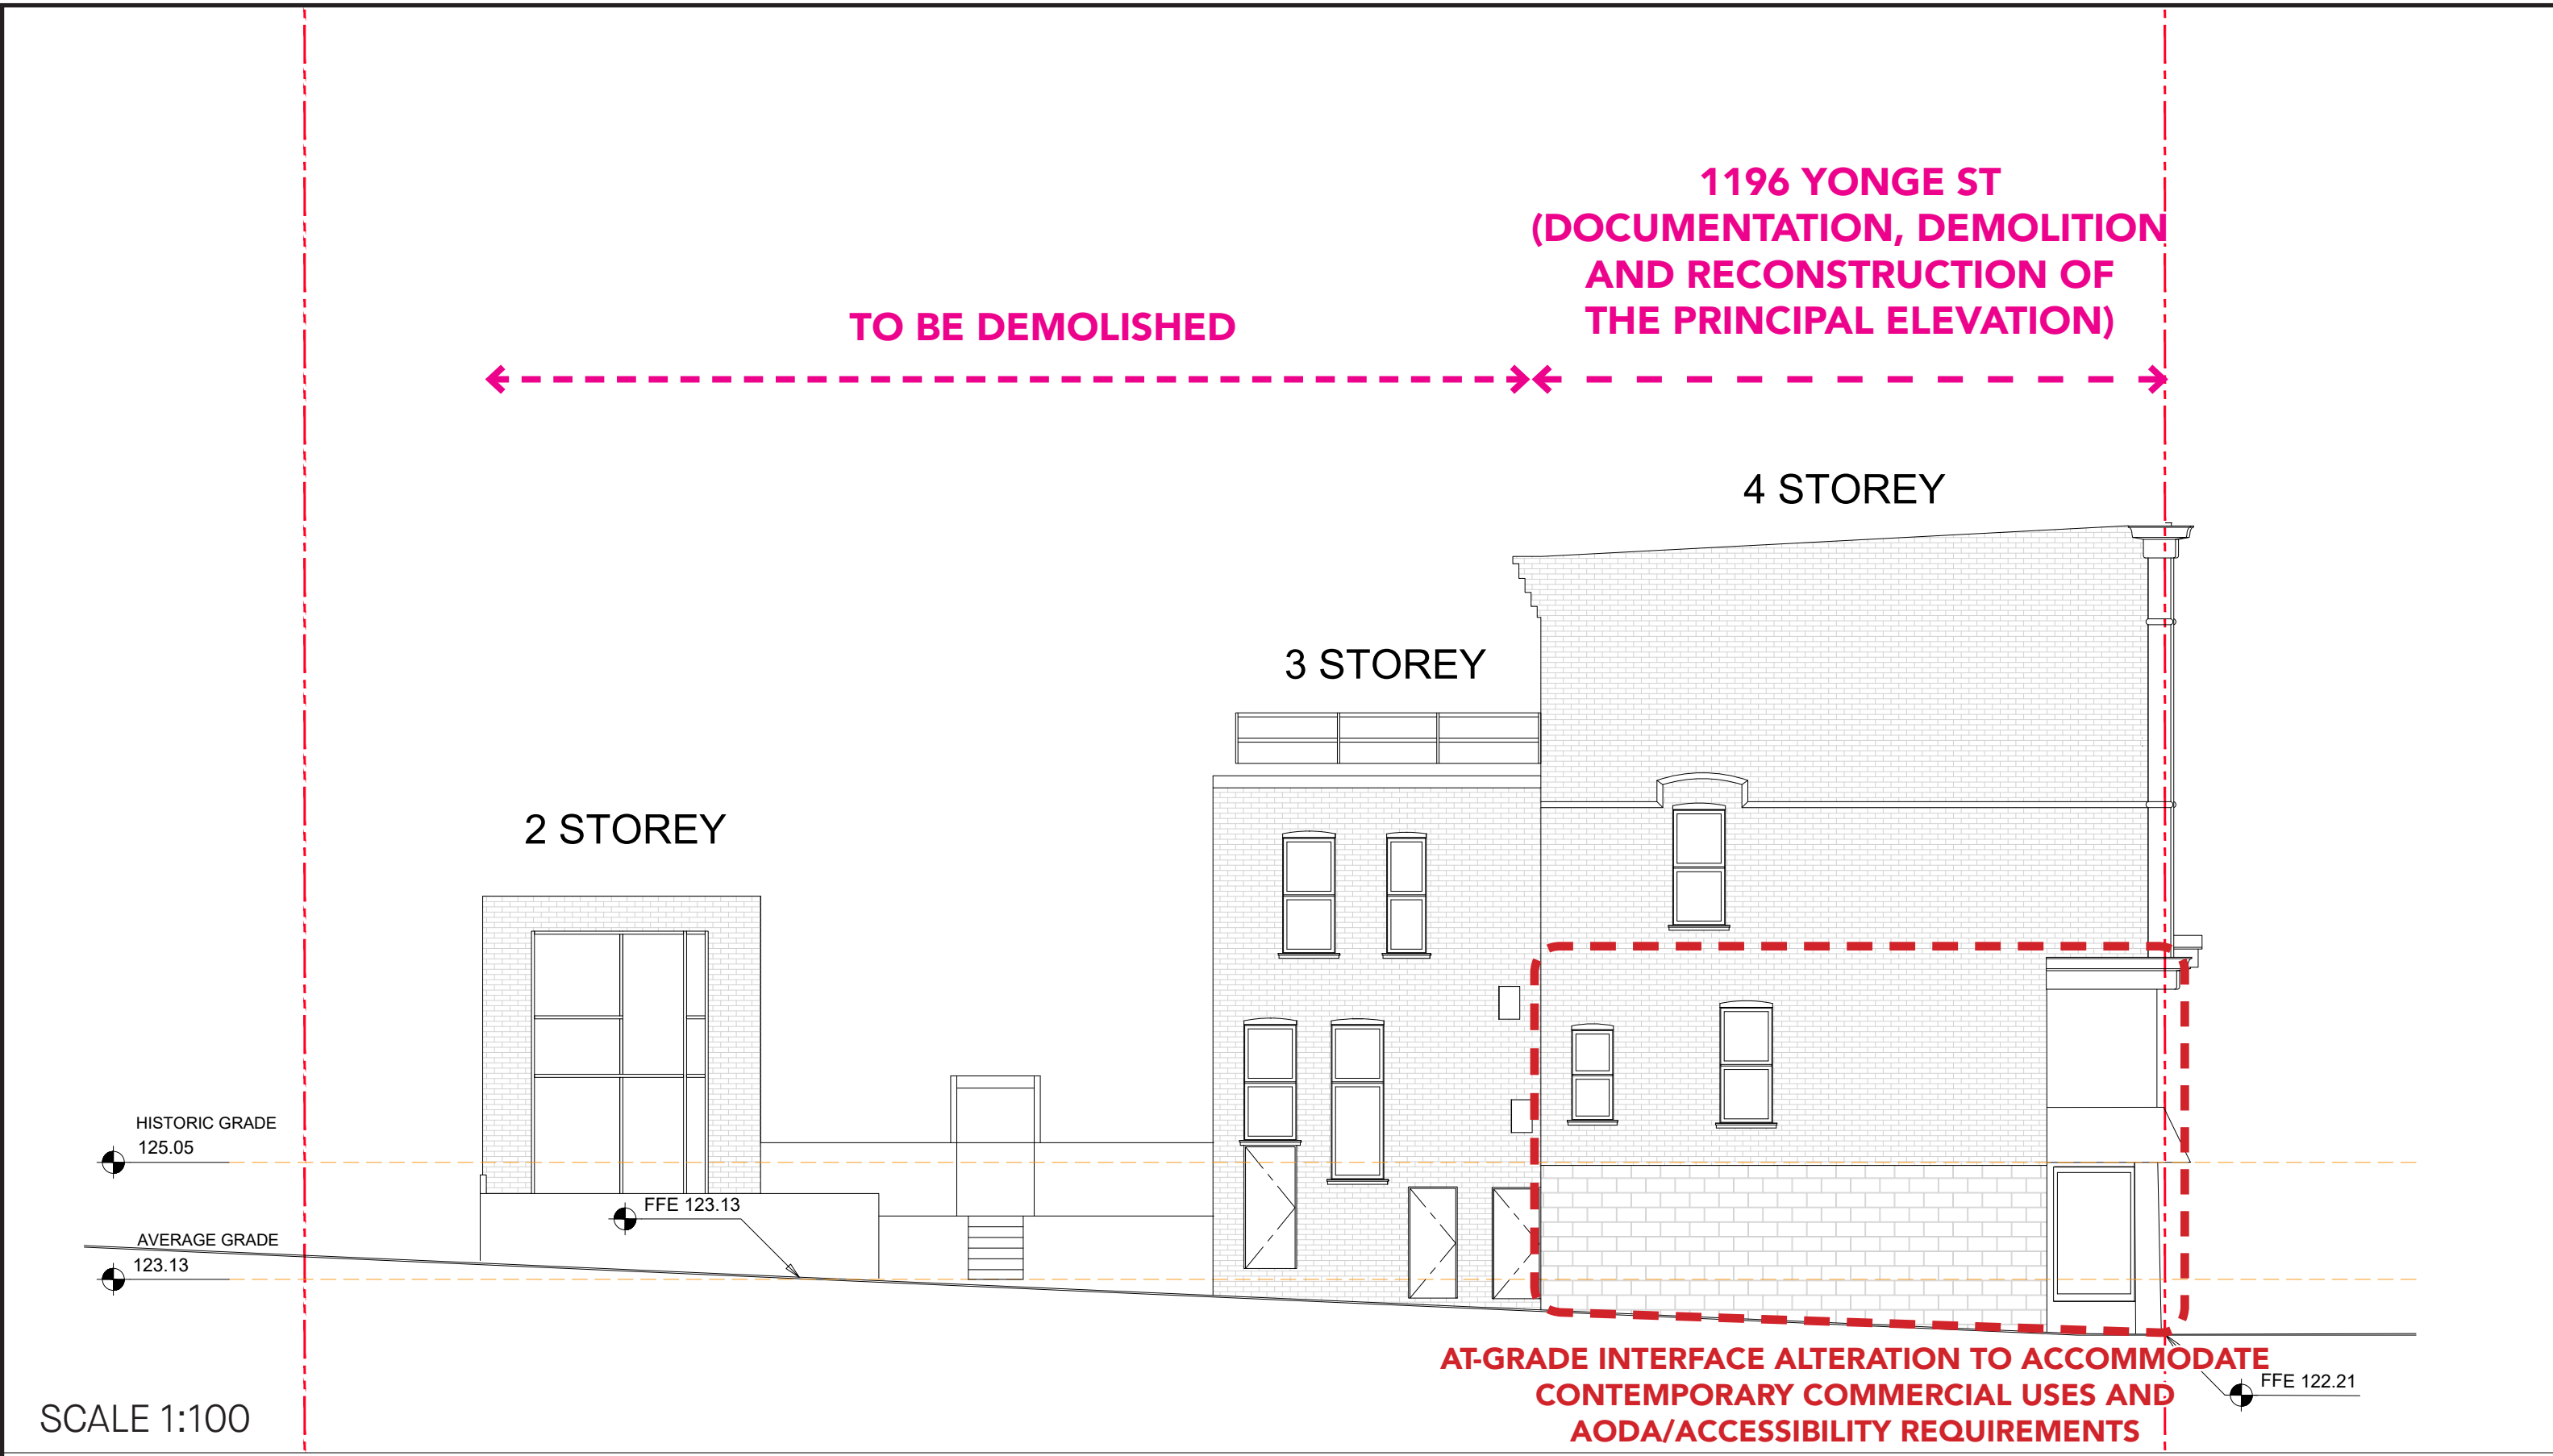 1196 YONGE ST
(DOCUMENTATION, DEMOLITION
AND RECONSTRUCTION OF
THE PRINCIPAL ELEVATION)
TO BE DEMOLISHED
4 STOREY
3 STOREY
2 STOREY
HISTORIC GRADE
125.05
FFE 123.13
AVERAGE GRADE
123.13
AT-GRADE INTERFACE ALTERATION TO ACCOMMODATE
CONTEMPORARY COMMERCIAL USES AND
AODA/ACCESSIBILITY REQUIREMENTS
FFE 122.21
SCALE 1:100